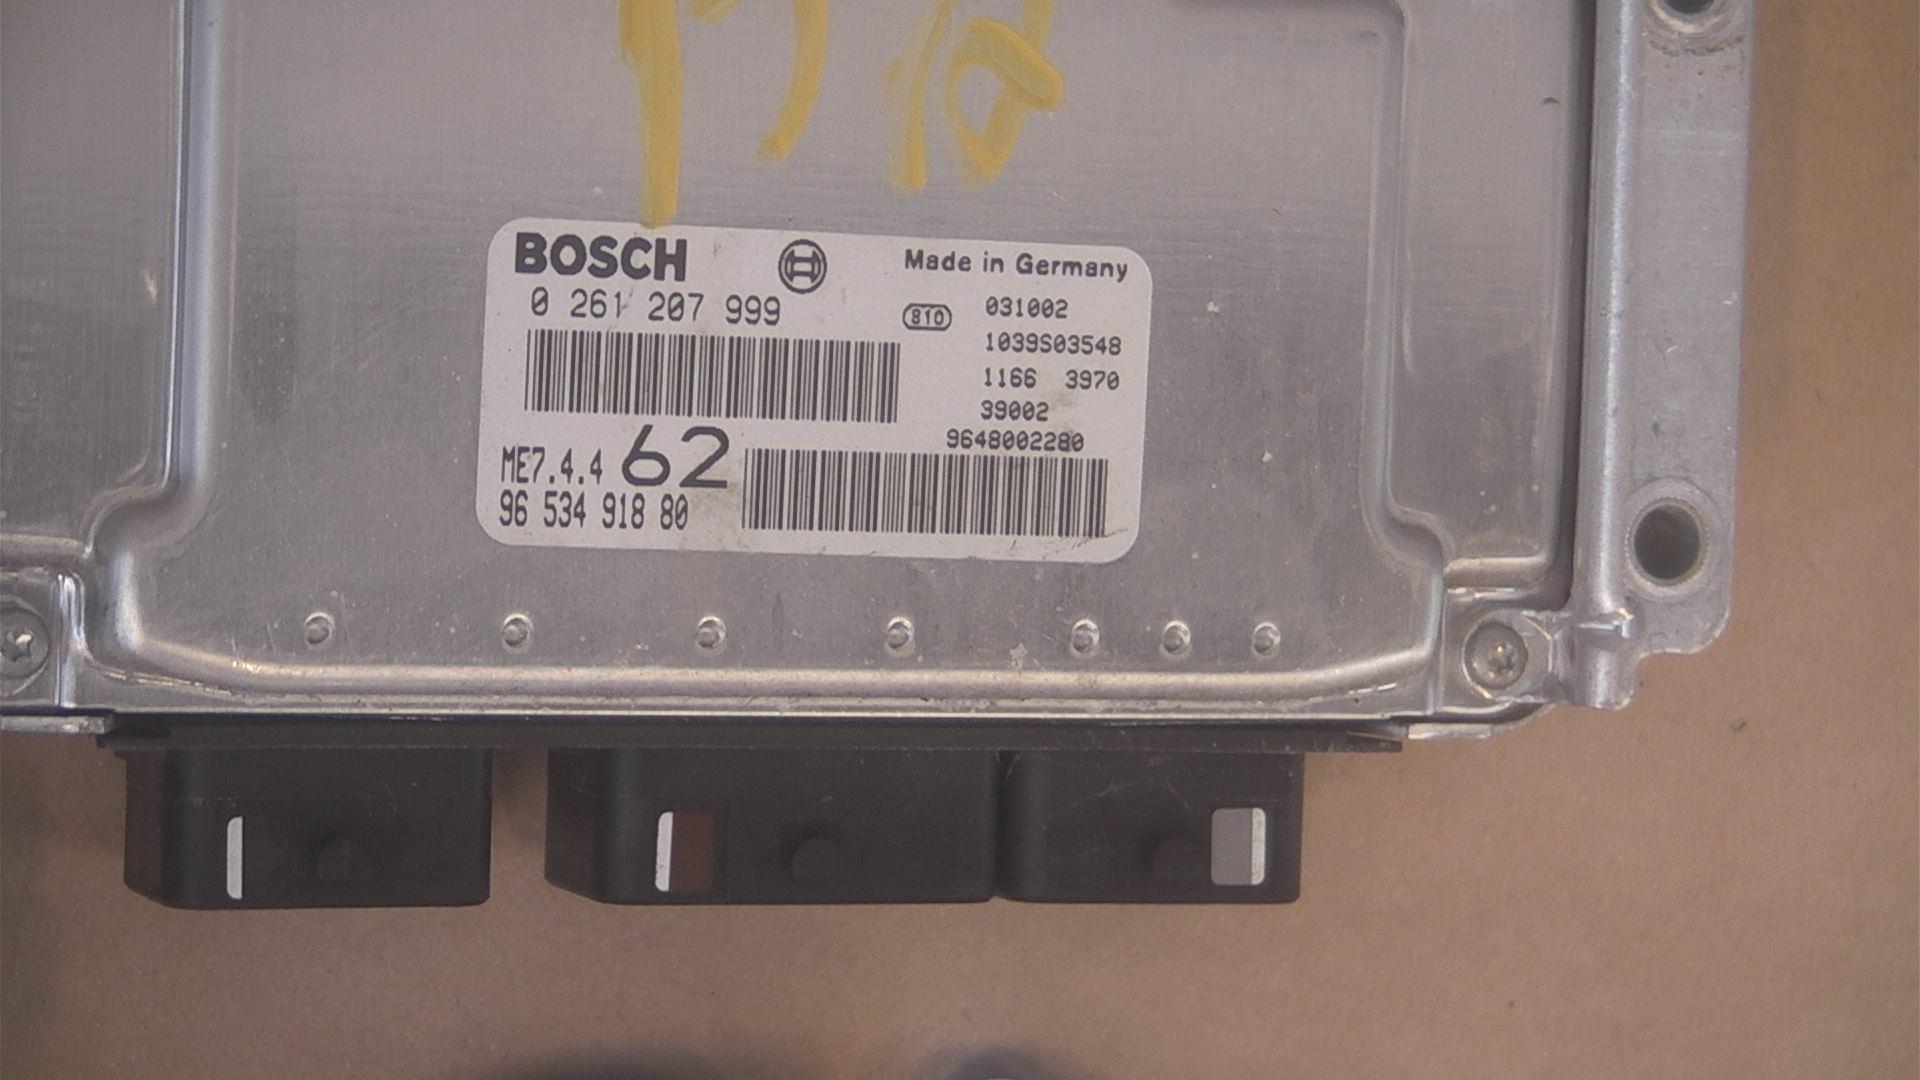 BOSCH
Made in Germany
0 261 207 999
810
031002
1039S03548
1166 3970
39002
9648002280
ME7.4.4 62
96 534 918 80